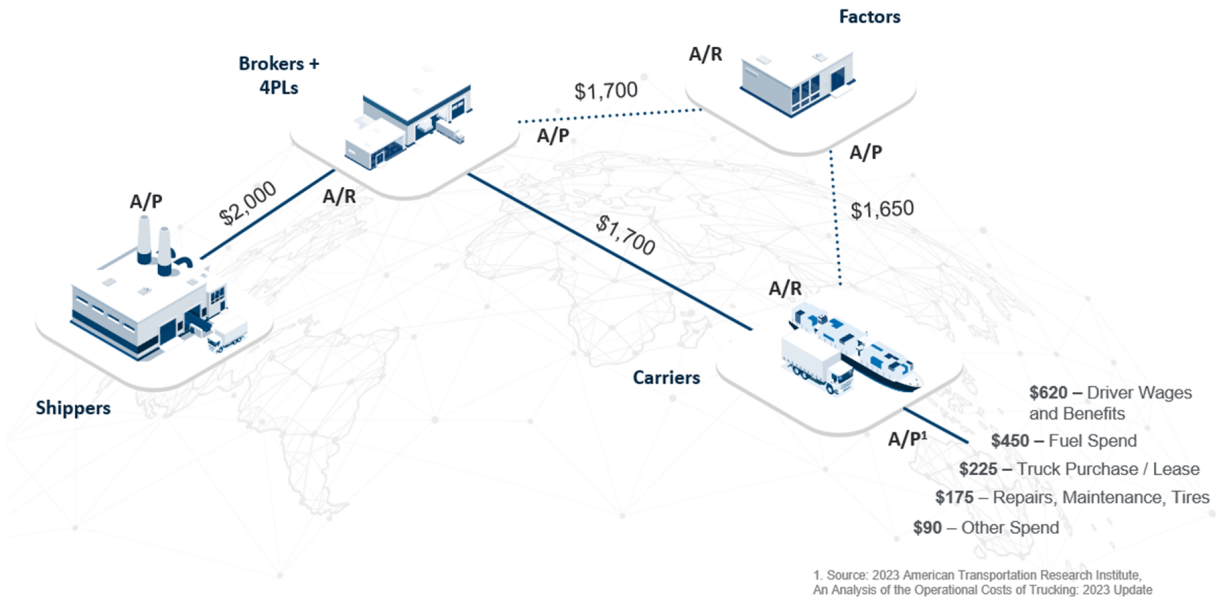 Factors
A/R
Brokers +
4PLs
$1,700
A/P
A/P
$2,000
A/R
A/P
$1,650
$1,700
A/R
Carriers
Shippers
A/P¹
$620 – Driver Wages
and Benefits
$450 – Fuel Spend
$225 – Truck Purchase / Lease
$175 – Repairs, Maintenance, Tires
$90 – Other Spend
1. Source: 2023 American Transportation Research Institute,
An Analysis of the Operational Costs of Trucking: 2023 Update